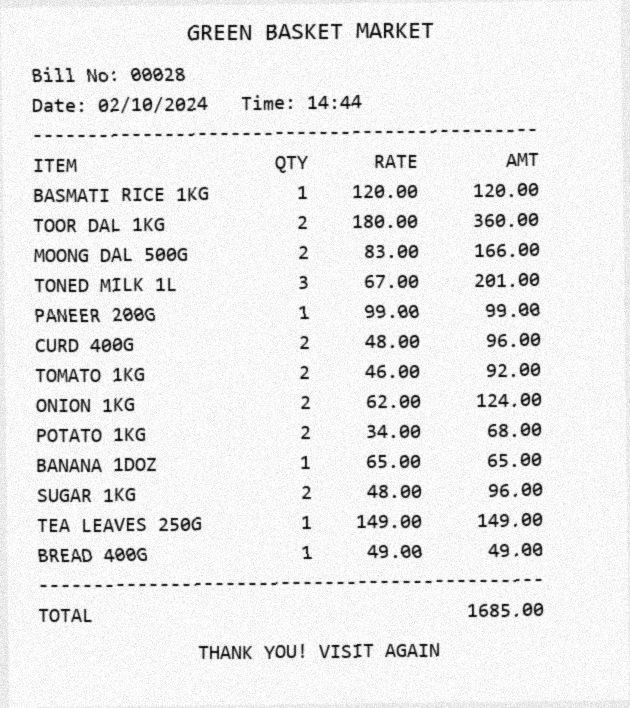 GREEN BASKET MARKET
Bill No: 00028
Date: 02/10/2024 Time: 14:44
----------------------------------------------
ITEM QTY RATE AMT
BASMATI RICE 1KG 1 120.00 120.00
TOOR DAL 1KG 2 180.00 360.00
MOONG DAL 500G 2 83.00 166.00
TONED MILK 1L 3 67.00 201.00
PANEER 200G 1 99.00 99.00
CURD 400G 2 48.00 96.00
TOMATO 1KG 2 46.00 92.00
ONION 1KG 2 62.00 124.00
POTATO 1KG 2 34.00 68.00
BANANA 1DOZ 1 65.00 65.00
SUGAR 1KG 2 48.00 96.00
TEA LEAVES 250G 1 149.00 149.00
BREAD 400G 1 49.00 49.00
----------------------------------------------
TOTAL 1685.00
THANK YOU! VISIT AGAIN